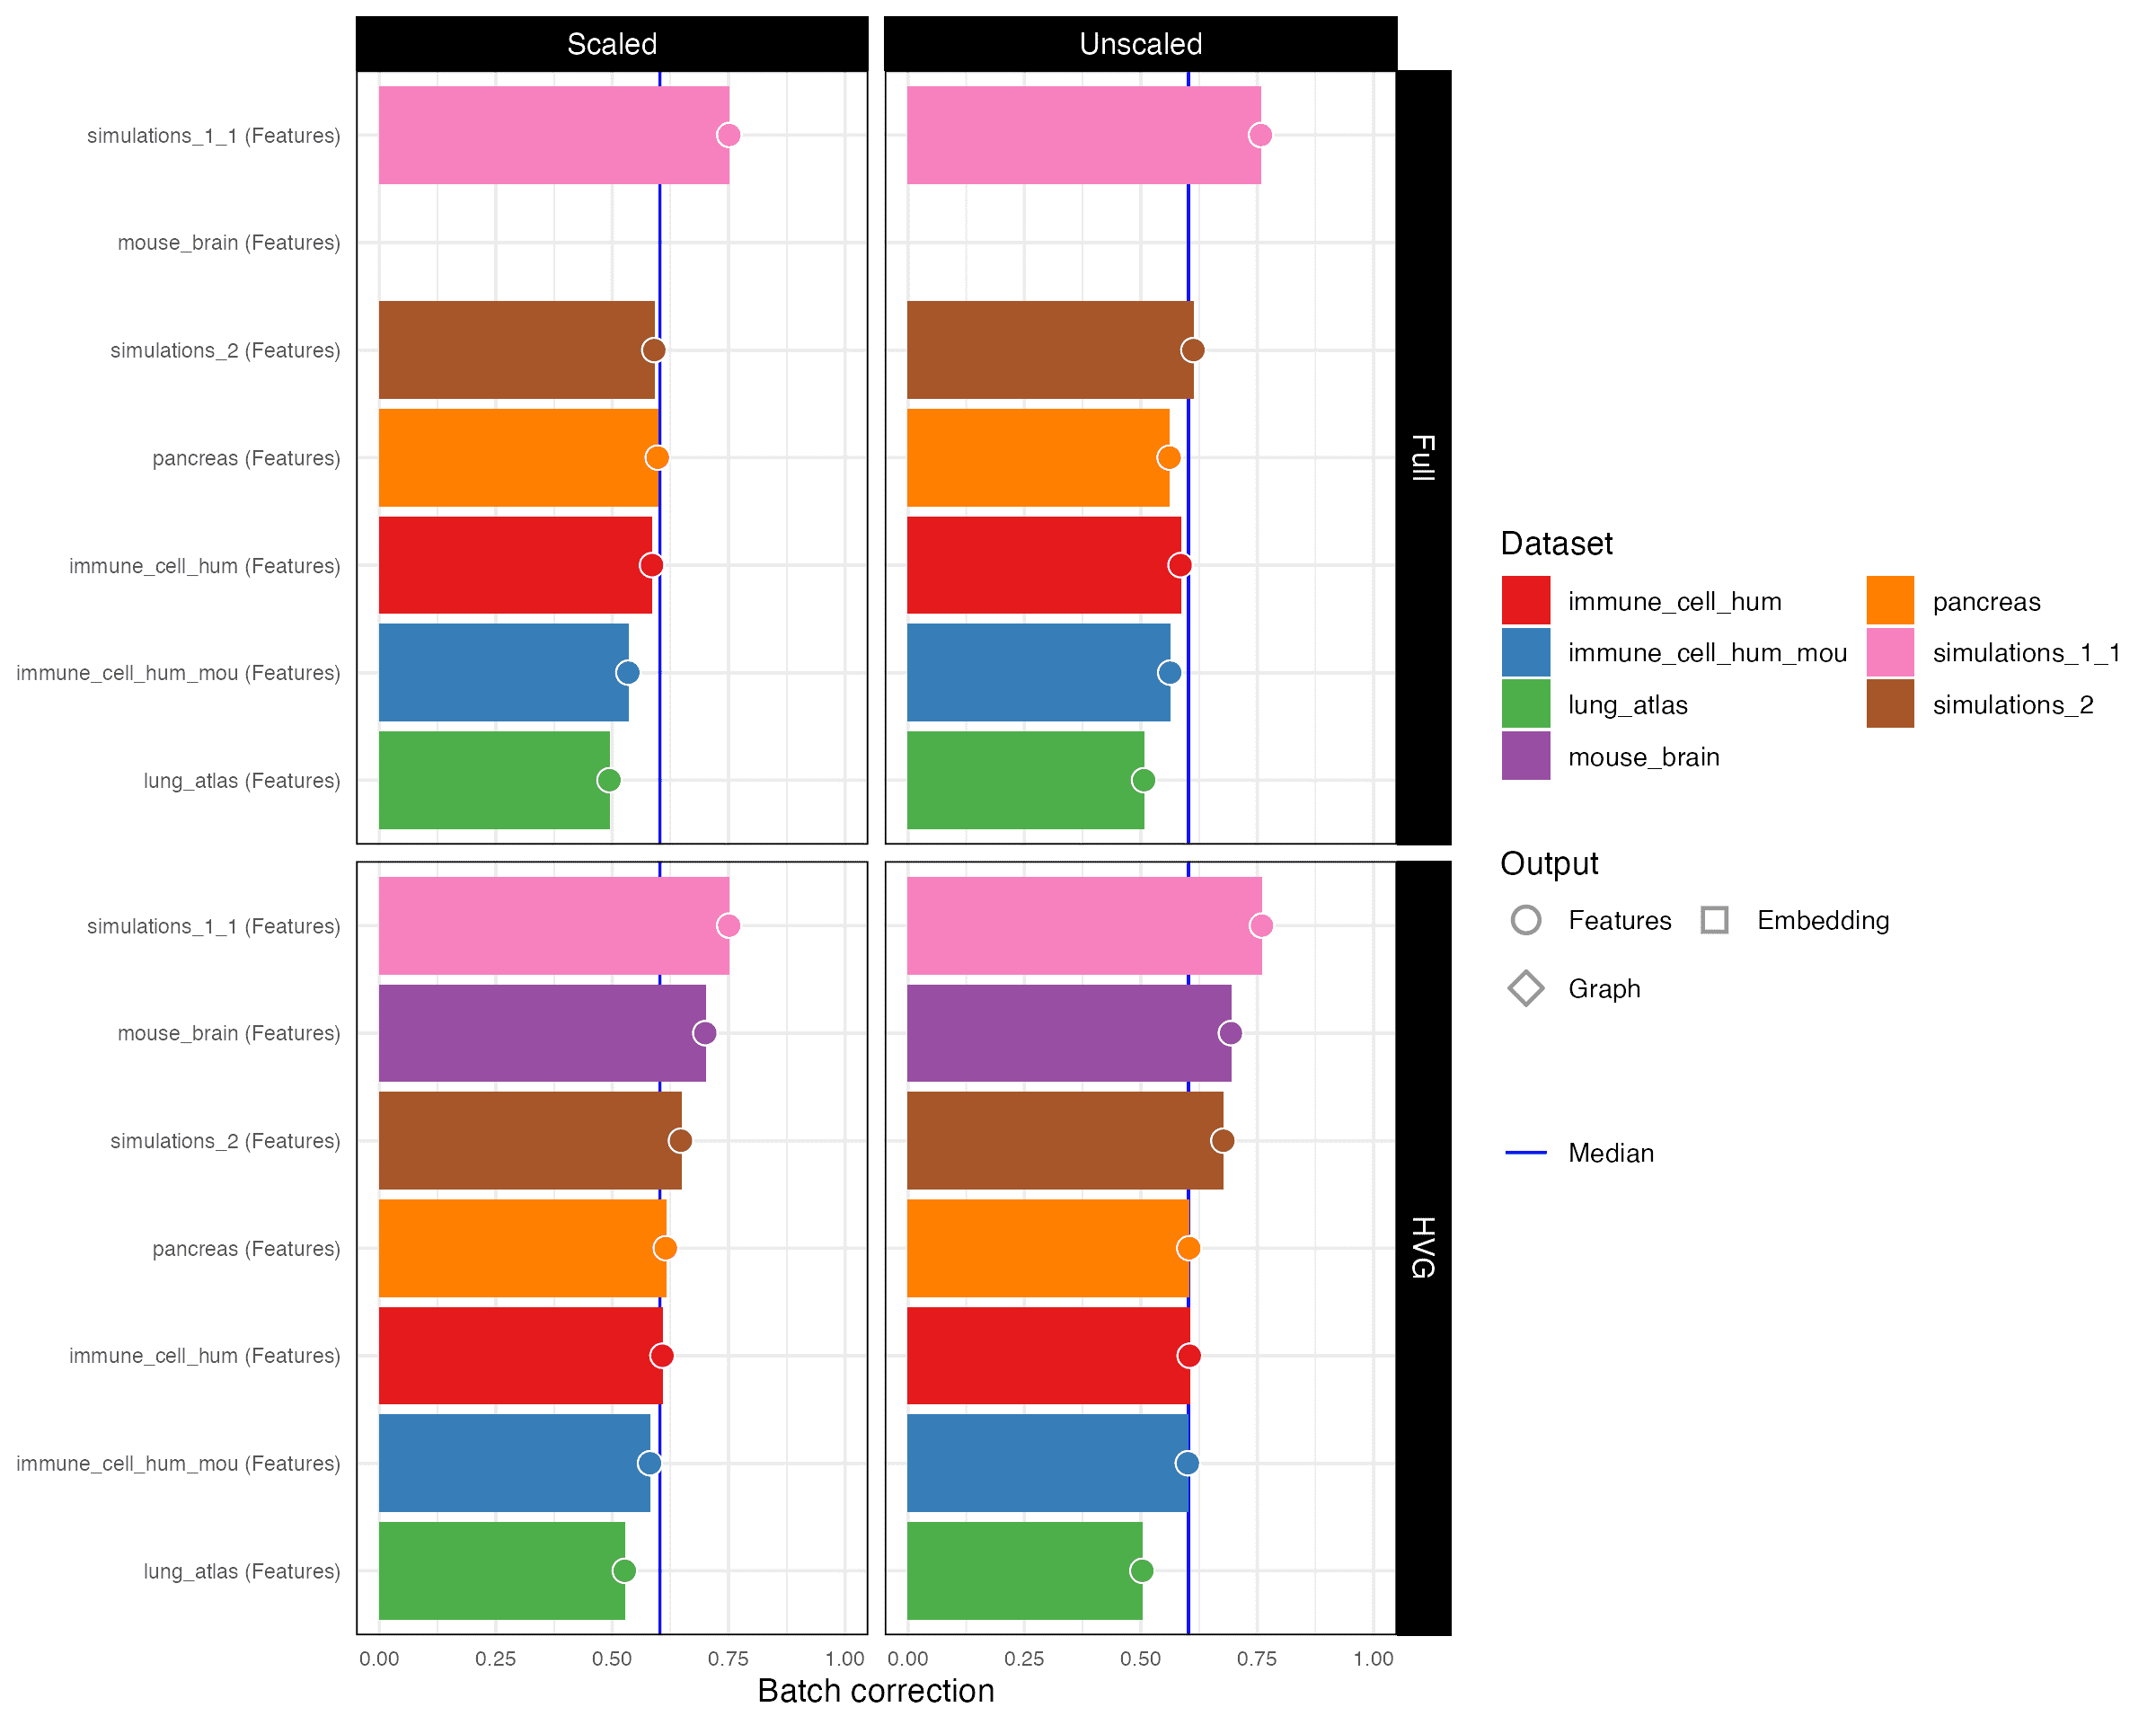 Scaled
Unscaled
simulations_1_1 (Features)
mouse_brain (Features)
simulations_2 (Features)
pancreas (Features)
immune_cell_hum (Features)
immune_cell_hum_mou (Features)
lung_atlas (Features)
Full
simulations_1_1 (Features)
mouse_brain (Features)
simulations_2 (Features)
pancreas (Features)
immune_cell_hum (Features)
immune_cell_hum_mou (Features)
lung_atlas (Features)
HVG
0.00 0.25 0.50 0.75 1.00 0.00 0.25 0.50 0.75 1.00
Batch correction
Dataset
immune_cell_hum pancreas
immune_cell_hum_mou simulations_1_1
lung_atlas simulations_2
mouse_brain
Output
Features Embedding
Graph
Median